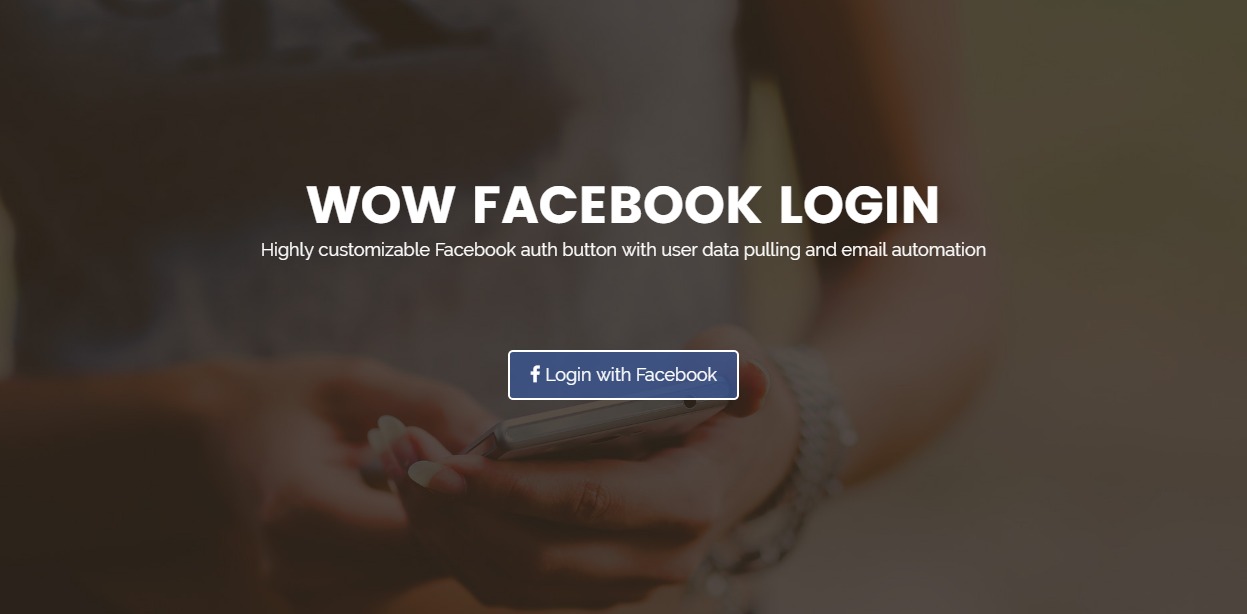 WOW FACEBOOK LOGIN
Highly customizable Facebook auth button with user data pulling and email automation
Login with Facebook